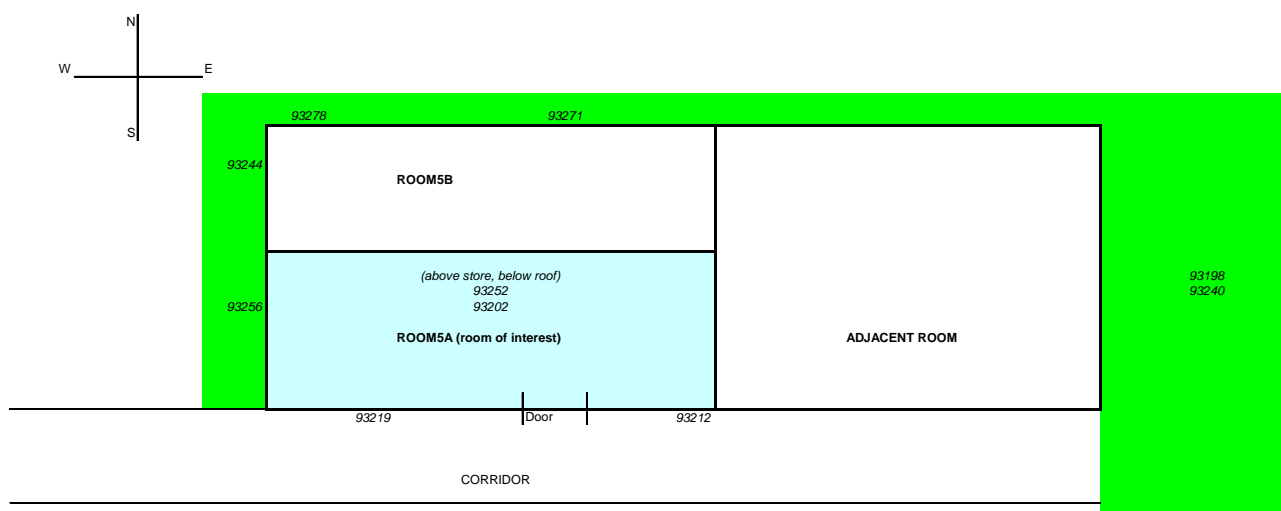 N
W E
S
93278 93271
93244
ROOM5B
(above store, below roof)
93252
93202
93256
ROOM5A (room of interest)
93198
93240
ADJACENT ROOM
93219 Door 93212
CORRIDOR